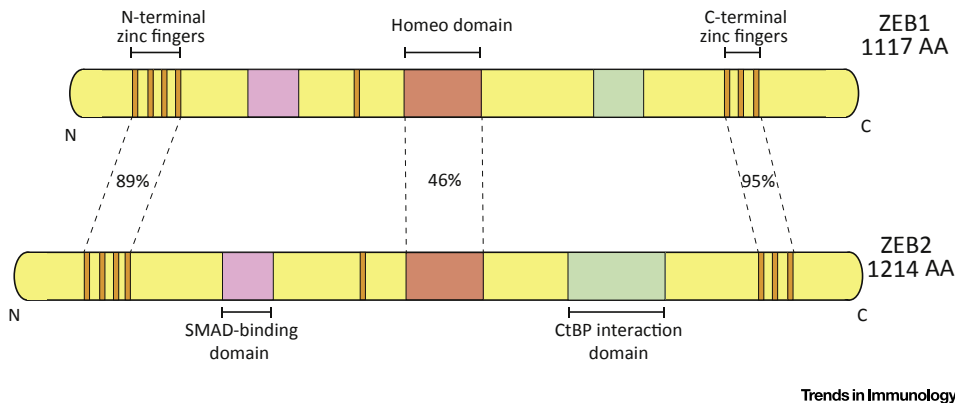 N-terminal
zinc fingers
Homeo domain
C-terminal
zinc fingers
ZEB1
1117 AA
N
C
89%
46%
95%
ZEB2
1214 AA
N
C
SMAD-binding
domain
CtBP interaction
domain
Trends in Immunology